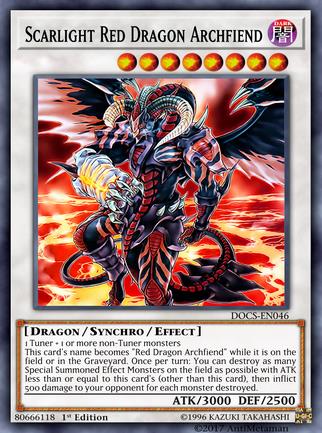 Scarlight Red Dragon Archfiend
DARK
闇
DOCS-EN046
[Dragon / Synchro / Effect]
1 Tuner + 1 or more non-Tuner monsters
This card's name becomes "Red Dragon Archfiend" while it is on the
field or in the Graveyard. Once per turn: You can destroy as many
Special Summoned Effect Monsters on the field as possible with ATK
less than or equal to this card's (other than this card), then inflict
500 damage to your opponent for each monster destroyed.
ATK/3000 DEF/2500
80666118 1st Edition ©1996 KAZUKI TAKAHASHI
©2017 AntiMetaman